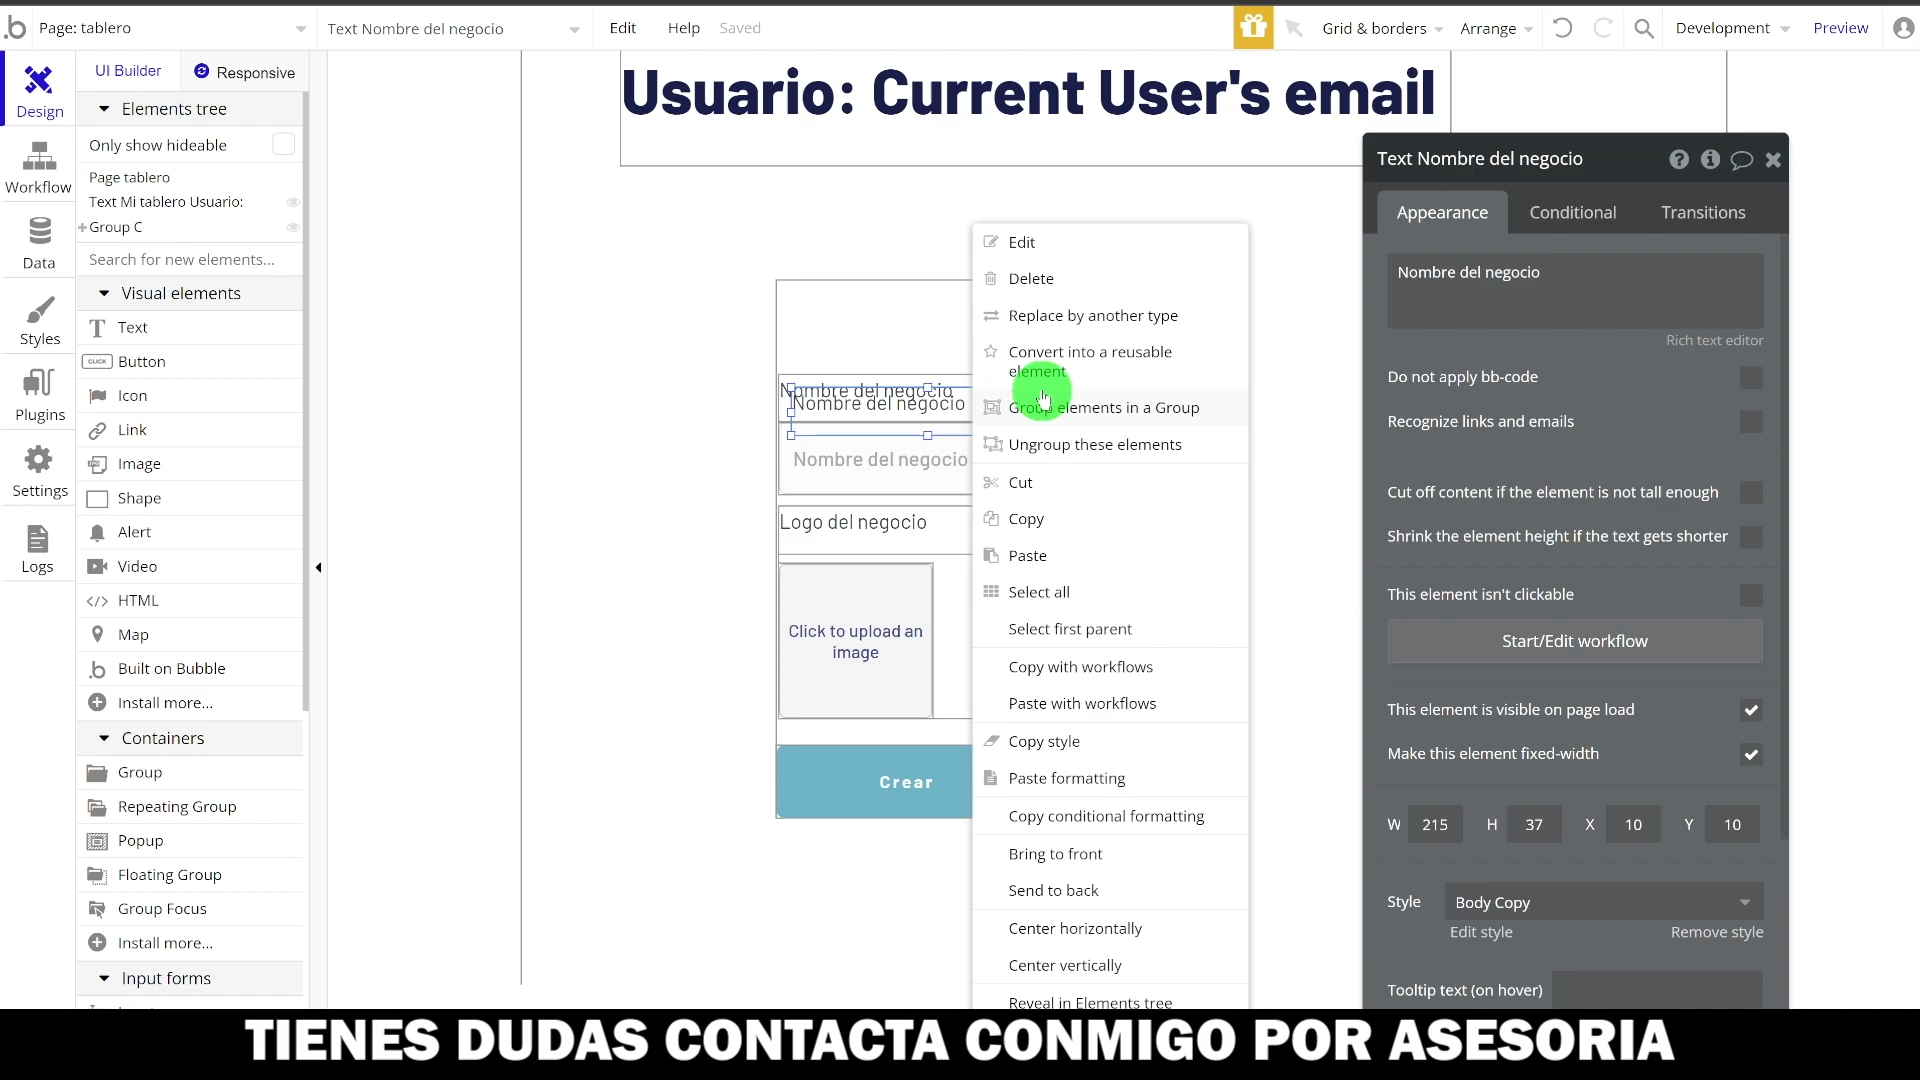 Page: tablero
Text Nombre del negocio
Edit
Help
Saved
Grid & borders
Arrange
Development
Preview
UI Builder
Responsive
Design
Workflow
Data
Styles
Plugins
Settings
Logs
Elements tree
Only show hideable
Page tablero
Text Mi tablero Usuario:
Group C
Search for new elements...
Visual elements
Text
CLICK Button
Icon
Link
Image
Shape
Alert
Video
HTML
Map
Built on Bubble
Install more...
Containers
Group
Repeating Group
Popup
Floating Group
Group Focus
Install more...
Input forms
Usuario: Current User's email
Nombre del negocio
Nombre del negocio
Nombre del negocio
Logo del negocio
Click to upload an
image
Crear
Edit
Delete
Replace by another type
Convert into a reusable
element
Group elements in a Group
Ungroup these elements
Cut
Copy
Paste
Select all
Select first parent
Copy with workflows
Paste with workflows
Copy style
Paste formatting
Copy conditional formatting
Bring to front
Send to back
Center horizontally
Center vertically
Reveal in Elements tree
Text Nombre del negocio
Appearance
Conditional
Transitions
Nombre del negocio
Rich text editor
Do not apply bb-code
Recognize links and emails
Cut off content if the element is not tall enough
Shrink the element height if the text gets shorter
This element isn't clickable
Start/Edit workflow
This element is visible on page load
Make this element fixed-width
W 215 H 37 X 10 Y 10
Style Body Copy
Edit style Remove style
Tooltip text (on hover)
TIENES DUDAS CONTACTA CONMIGO POR ASESORIA